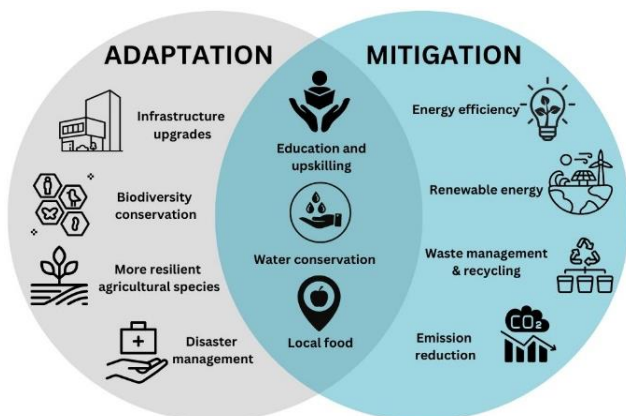 ADAPTATION
MITIGATION
Infrastructure
upgrades
Biodiversity
conservation
More resilient
agricultural species
Disaster
management
Education and
upskilling
Water conservation
Local food
Energy efficiency
Renewable energy
Waste management
& recycling
Emission
reduction
CO2